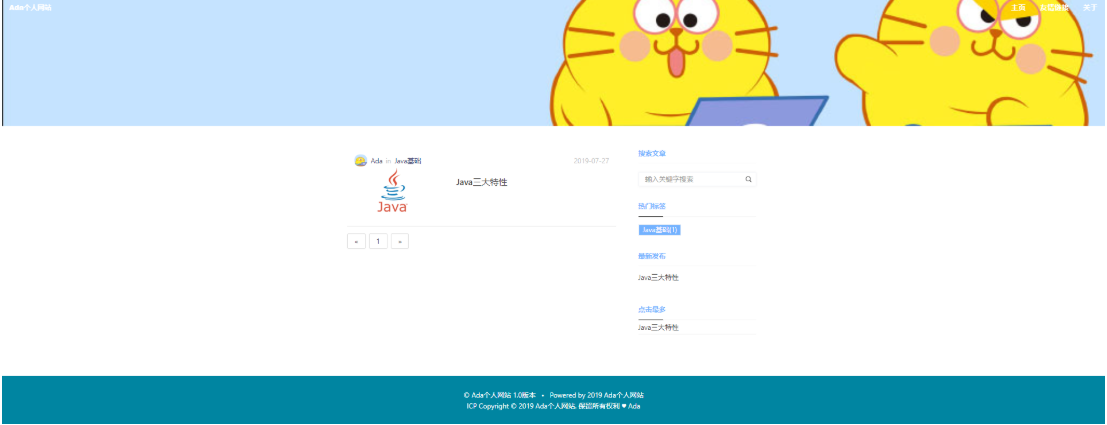 Ada个人网站
主页 友情链接 关于
Ada in Java基础
2019-07-27
Java
Java三大特性
« 1 »
搜索文章
输入关键字搜索
热门标签
Java基础(1)
最新发布
Java三大特性
点击最多
Java三大特性
© Ada个人网站 1.0版本 • Powered by 2019 Ada个人网站
ICP Copyright © 2019 Ada个人网站. 保留所有权利 ♥ Ada